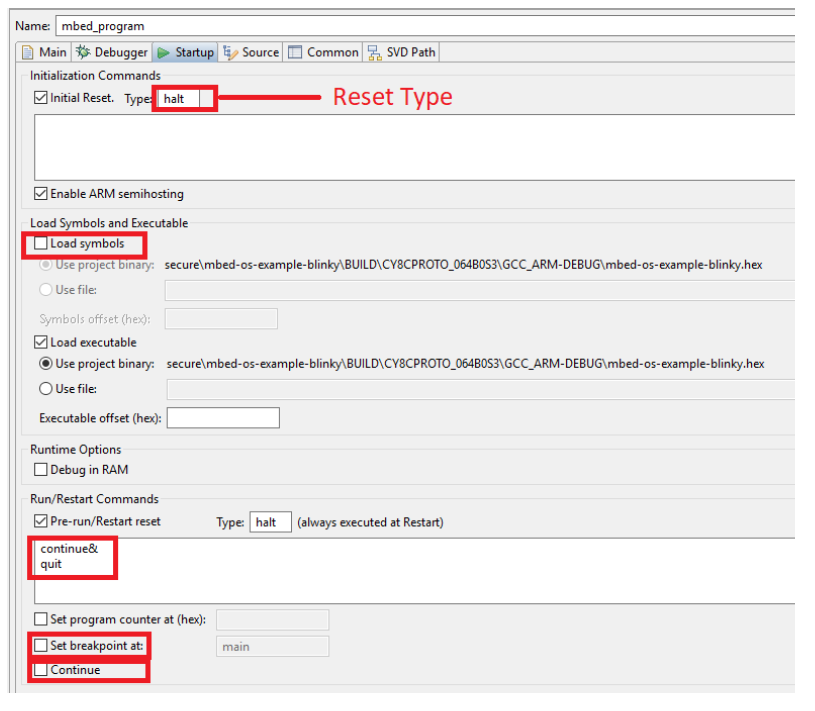 Name: mbed_program
Main Debugger Startup Source Common SVD Path
Initialization Commands
Initial Reset. Type: halt Reset Type
Enable ARM semihosting
Load Symbols and Executable
Load symbols
Use project binary: secure\mbed-os-example-blinky\BUILD\CY8CPROTO_064B0S3\GCC_ARM-DEBUG\mbed-os-example-blinky.hex
Use file:
Symbols offset (hex):
Load executable
Use project binary: secure\mbed-os-example-blinky\BUILD\CY8CPROTO_064B0S3\GCC_ARM-DEBUG\mbed-os-example-blinky.hex
Use file:
Executable offset (hex):
Runtime Options
Debug in RAM
Run/Restart Commands
Pre-run/Restart reset Type: halt (always executed at Restart)
continue&
quit
Set program counter at (hex):
Set breakpoint at: main
Continue